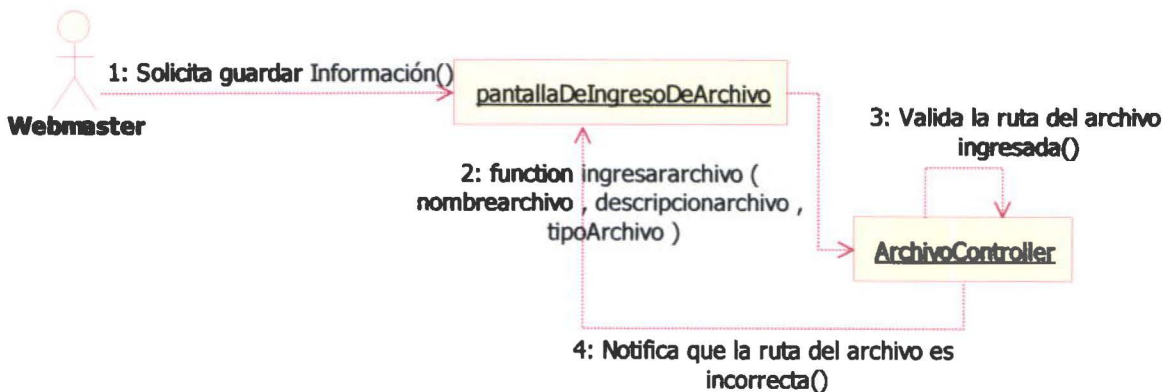 1: Solicita guardar Información()
pantallaDeIngresoDeArchivo
Webmaster
3: Valida la ruta del archivo
ingresada()
2: function ingresararchivo (
nombrearchivo , descripcionarchivo ,
tipoArchivo )
ArchivoController
4: Notifica que la ruta del archivo es
incorrecta()